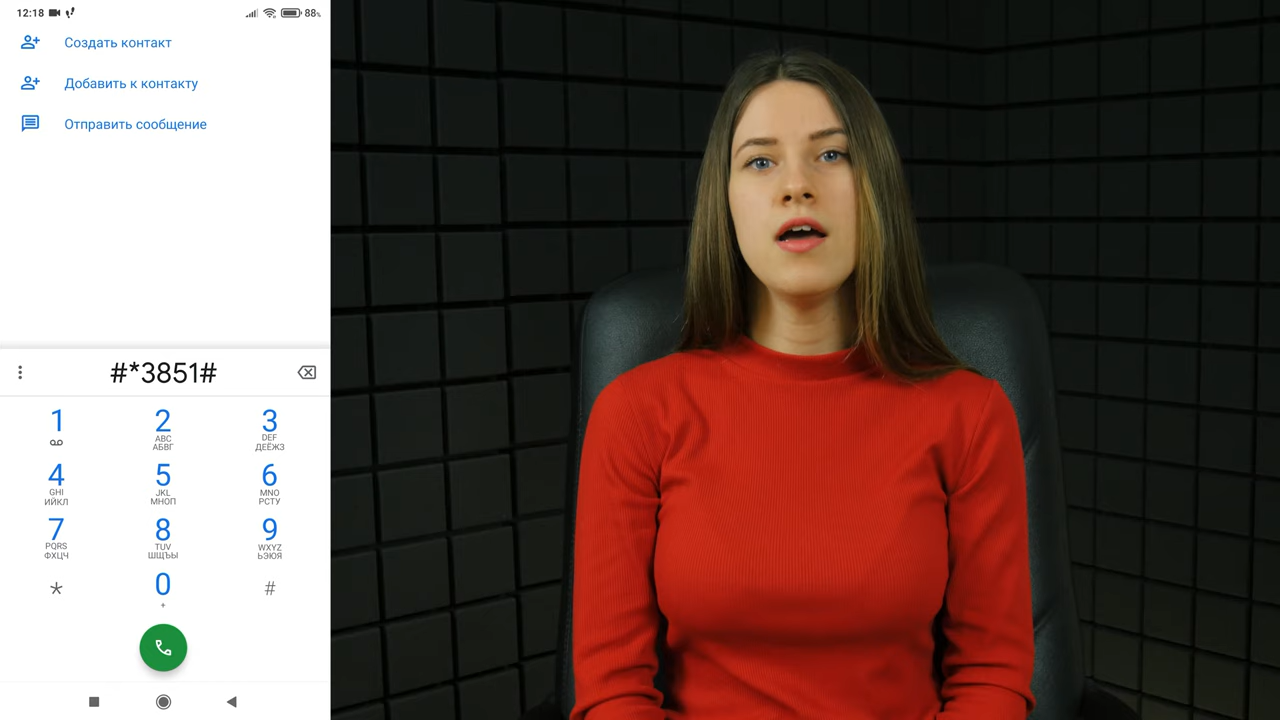 12:18 88%
Создать контакт
Добавить к контакту
Отправить сообщение
#*3851#
1 2 3
ABC DEF
АБВГ ДЕЁЖЗ
4 5 6
GHI JKL MNO
ИЙКЛ МНОП РСТУ
7 8 9
PQRS TUV WXYZ
ФХЦЧ ШЩЪЫ ЬЭЮЯ
* 0 #
+